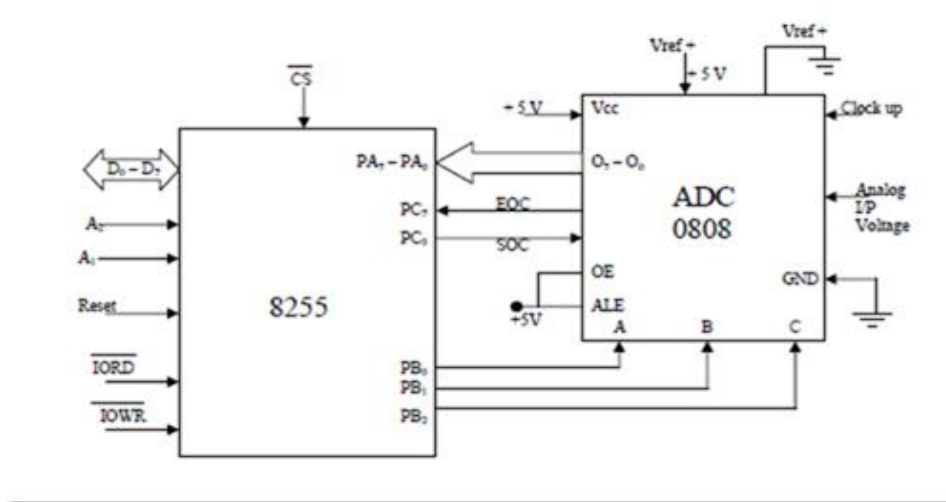 Vref +
Vref +
+ 5 V
CS
+ 5 V
Vcc
Clock up
D₀ – D₇
PA₇ – PA₀
O₇ – O₀
ADC
0808
Analog
I/P
Voltage
A₂
PC₇
EOC
PC₀
SOC
A₁
OE
GND
Reset
8255
ALE
+5V
A B C
IORD
PB₀
PB₁
IOWR
PB₂